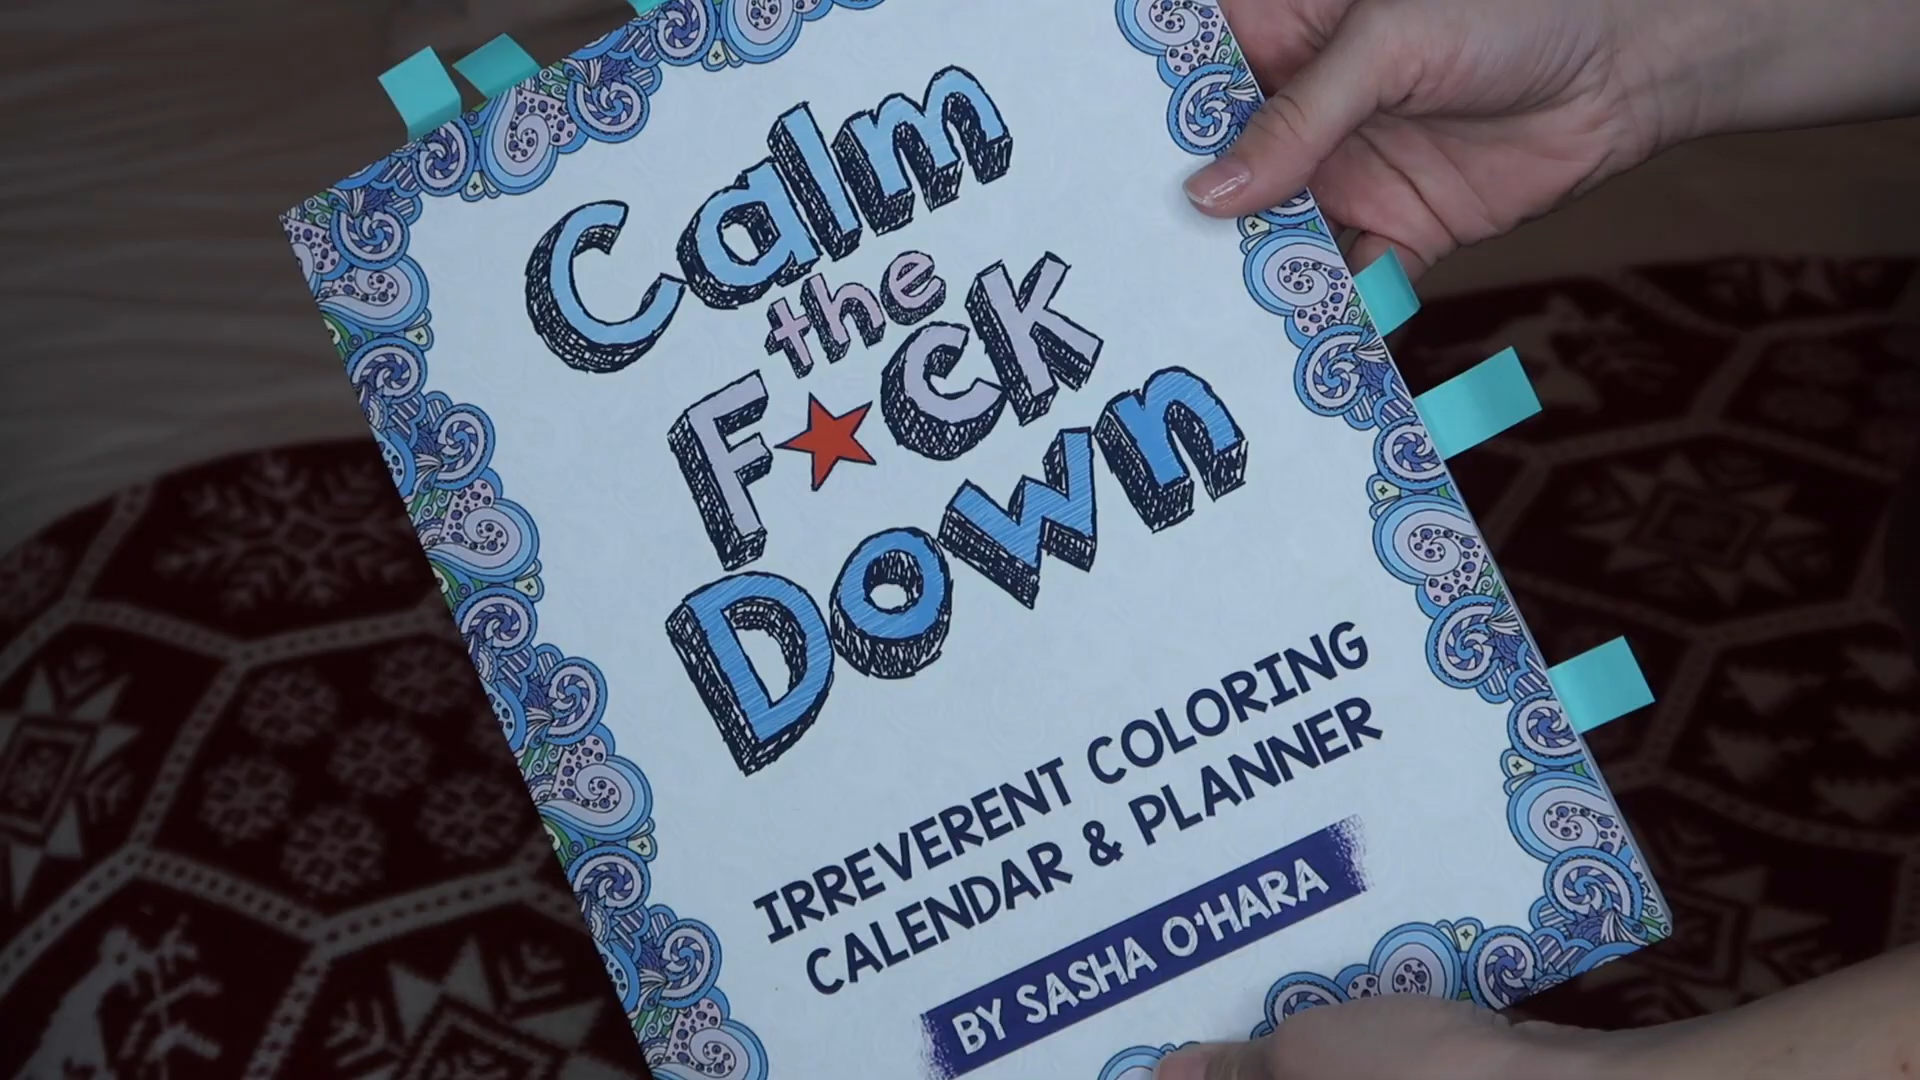 Calm
the
F★cK
Down
IRREVERENT COLORING
CALENDAR & PLANNER
BY SASHA O'HARA